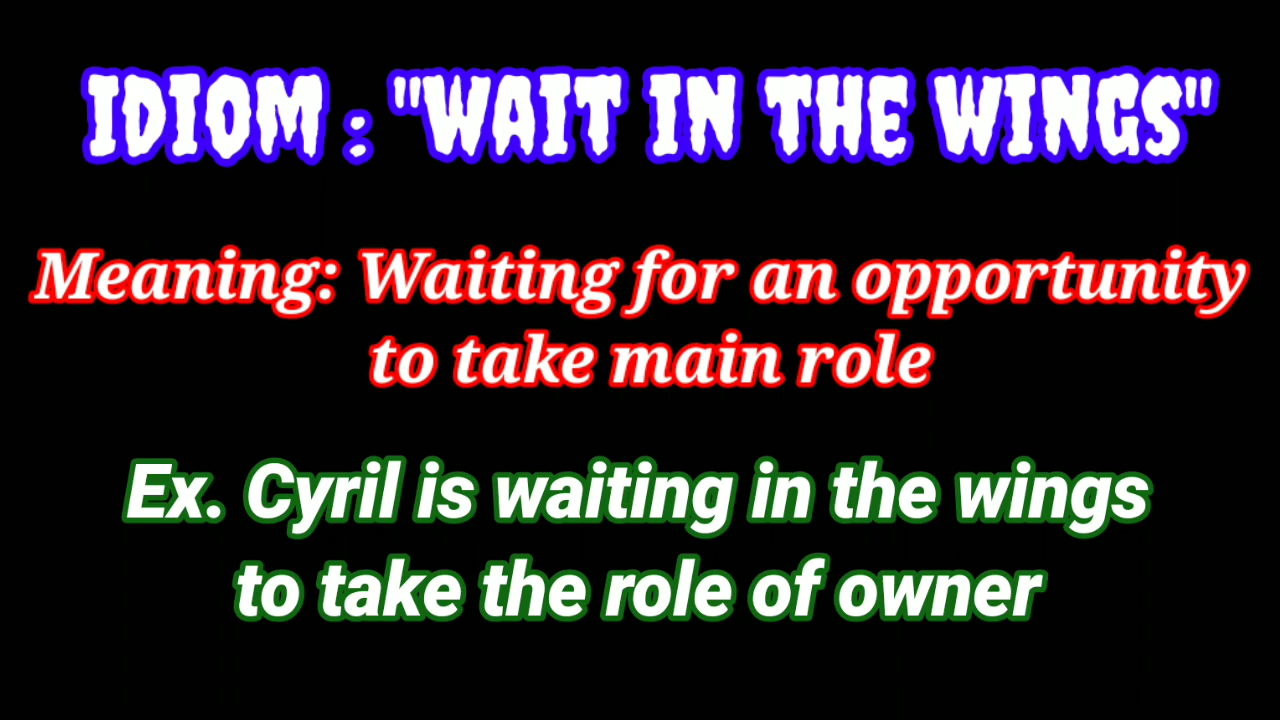 IDIOM : "WAIT IN THE WINGS"
Meaning: Waiting for an opportunity
to take main role
Ex. Cyril is waiting in the wings
to take the role of owner